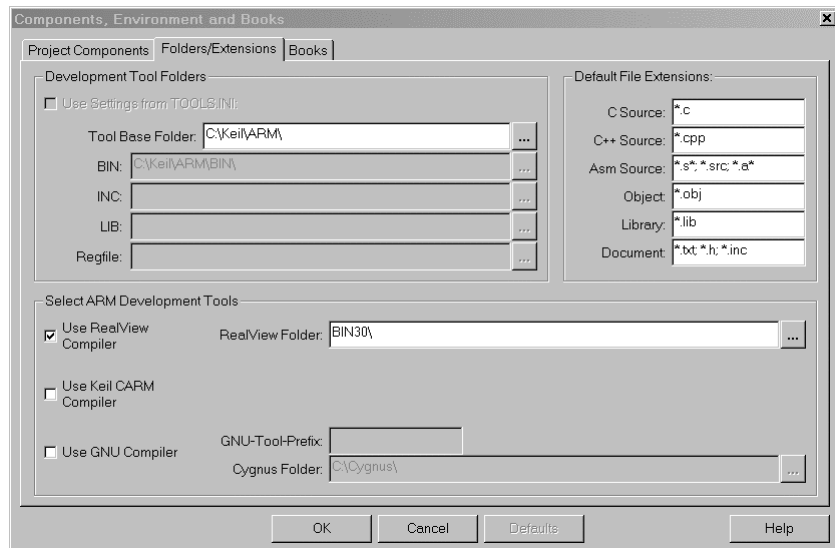 Components, Environment and Books
Project Components
Folders/Extensions
Books
Development Tool Folders
Use Settings from TOOLS.INI:
Tool Base Folder: C:\Keil\ARM\ ...
BIN: C:\Keil\ARM\BIN\ ...
INC: ...
LIB: ...
Regfile: ...
Default File Extensions:
C Source: *.c
C++ Source: *.cpp
Asm Source: *.s*; *.src; *.a*
Object: *.obj
Library: *.lib
Document: *.txt; *.h; *.inc
Select ARM Development Tools
Use RealView
Compiler
RealView Folder: BIN30\ ...
Use Keil CARM
Compiler
Use GNU Compiler
GNU-Tool-Prefix:
Cygnus Folder: C:\Cygnus\ ...
OK
Cancel
Defaults
Help